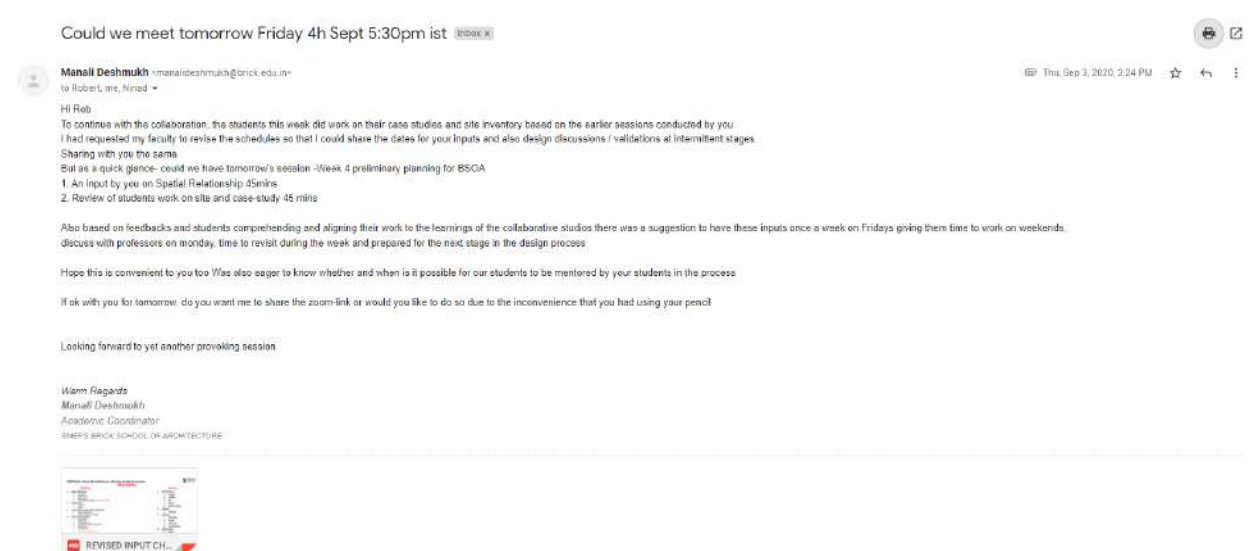 Could we meet tomorrow Friday 4h Sept 5:30pm ist Inbox x
Manali Deshmukh <manalideshmukh@brick.edu.in> Thu, Sep 3, 2020, 3:24 PM
to Robert, me, Ninad
Hi Rob
To continue with the collaboration, the students this week did work on their case studies and site inventory based on the earlier sessions conducted by you
I had requested my faculty to revise the schedules so that I could share the dates for your inputs and also design discussions / validations at intermittent stages.
Sharing with you the same
But as a quick glance- could we have tomorrow's session -Week 4 preliminary planning for BSOA
1. An input by you on Spatial Relationship 45mins
2. Review of students work on site and case-study 45 mins
Also based on feedbacks and students comprehending and aligning their work to the learnings of the collaborative studios there was a suggestion to have these inputs once a week on Fridays giving them time to work on weekends,
discuss with professors on monday, time to revisit during the week and prepared for the next stage in the design process
Hope this is convenient to you too Was also eager to know whether and when is it possible for our students to be mentored by your students in the process
If ok with you for tomorrow, do you want me to share the zoom-link or would you like to do so due to the inconvenience that you had using your pencil
Looking forward to yet another provoking session
Warm Regards
Manali Deshmukh
Academic Coordinator
SMEF'S BRICK SCHOOL OF ARCHITECTURE
REVISED INPUT CH...